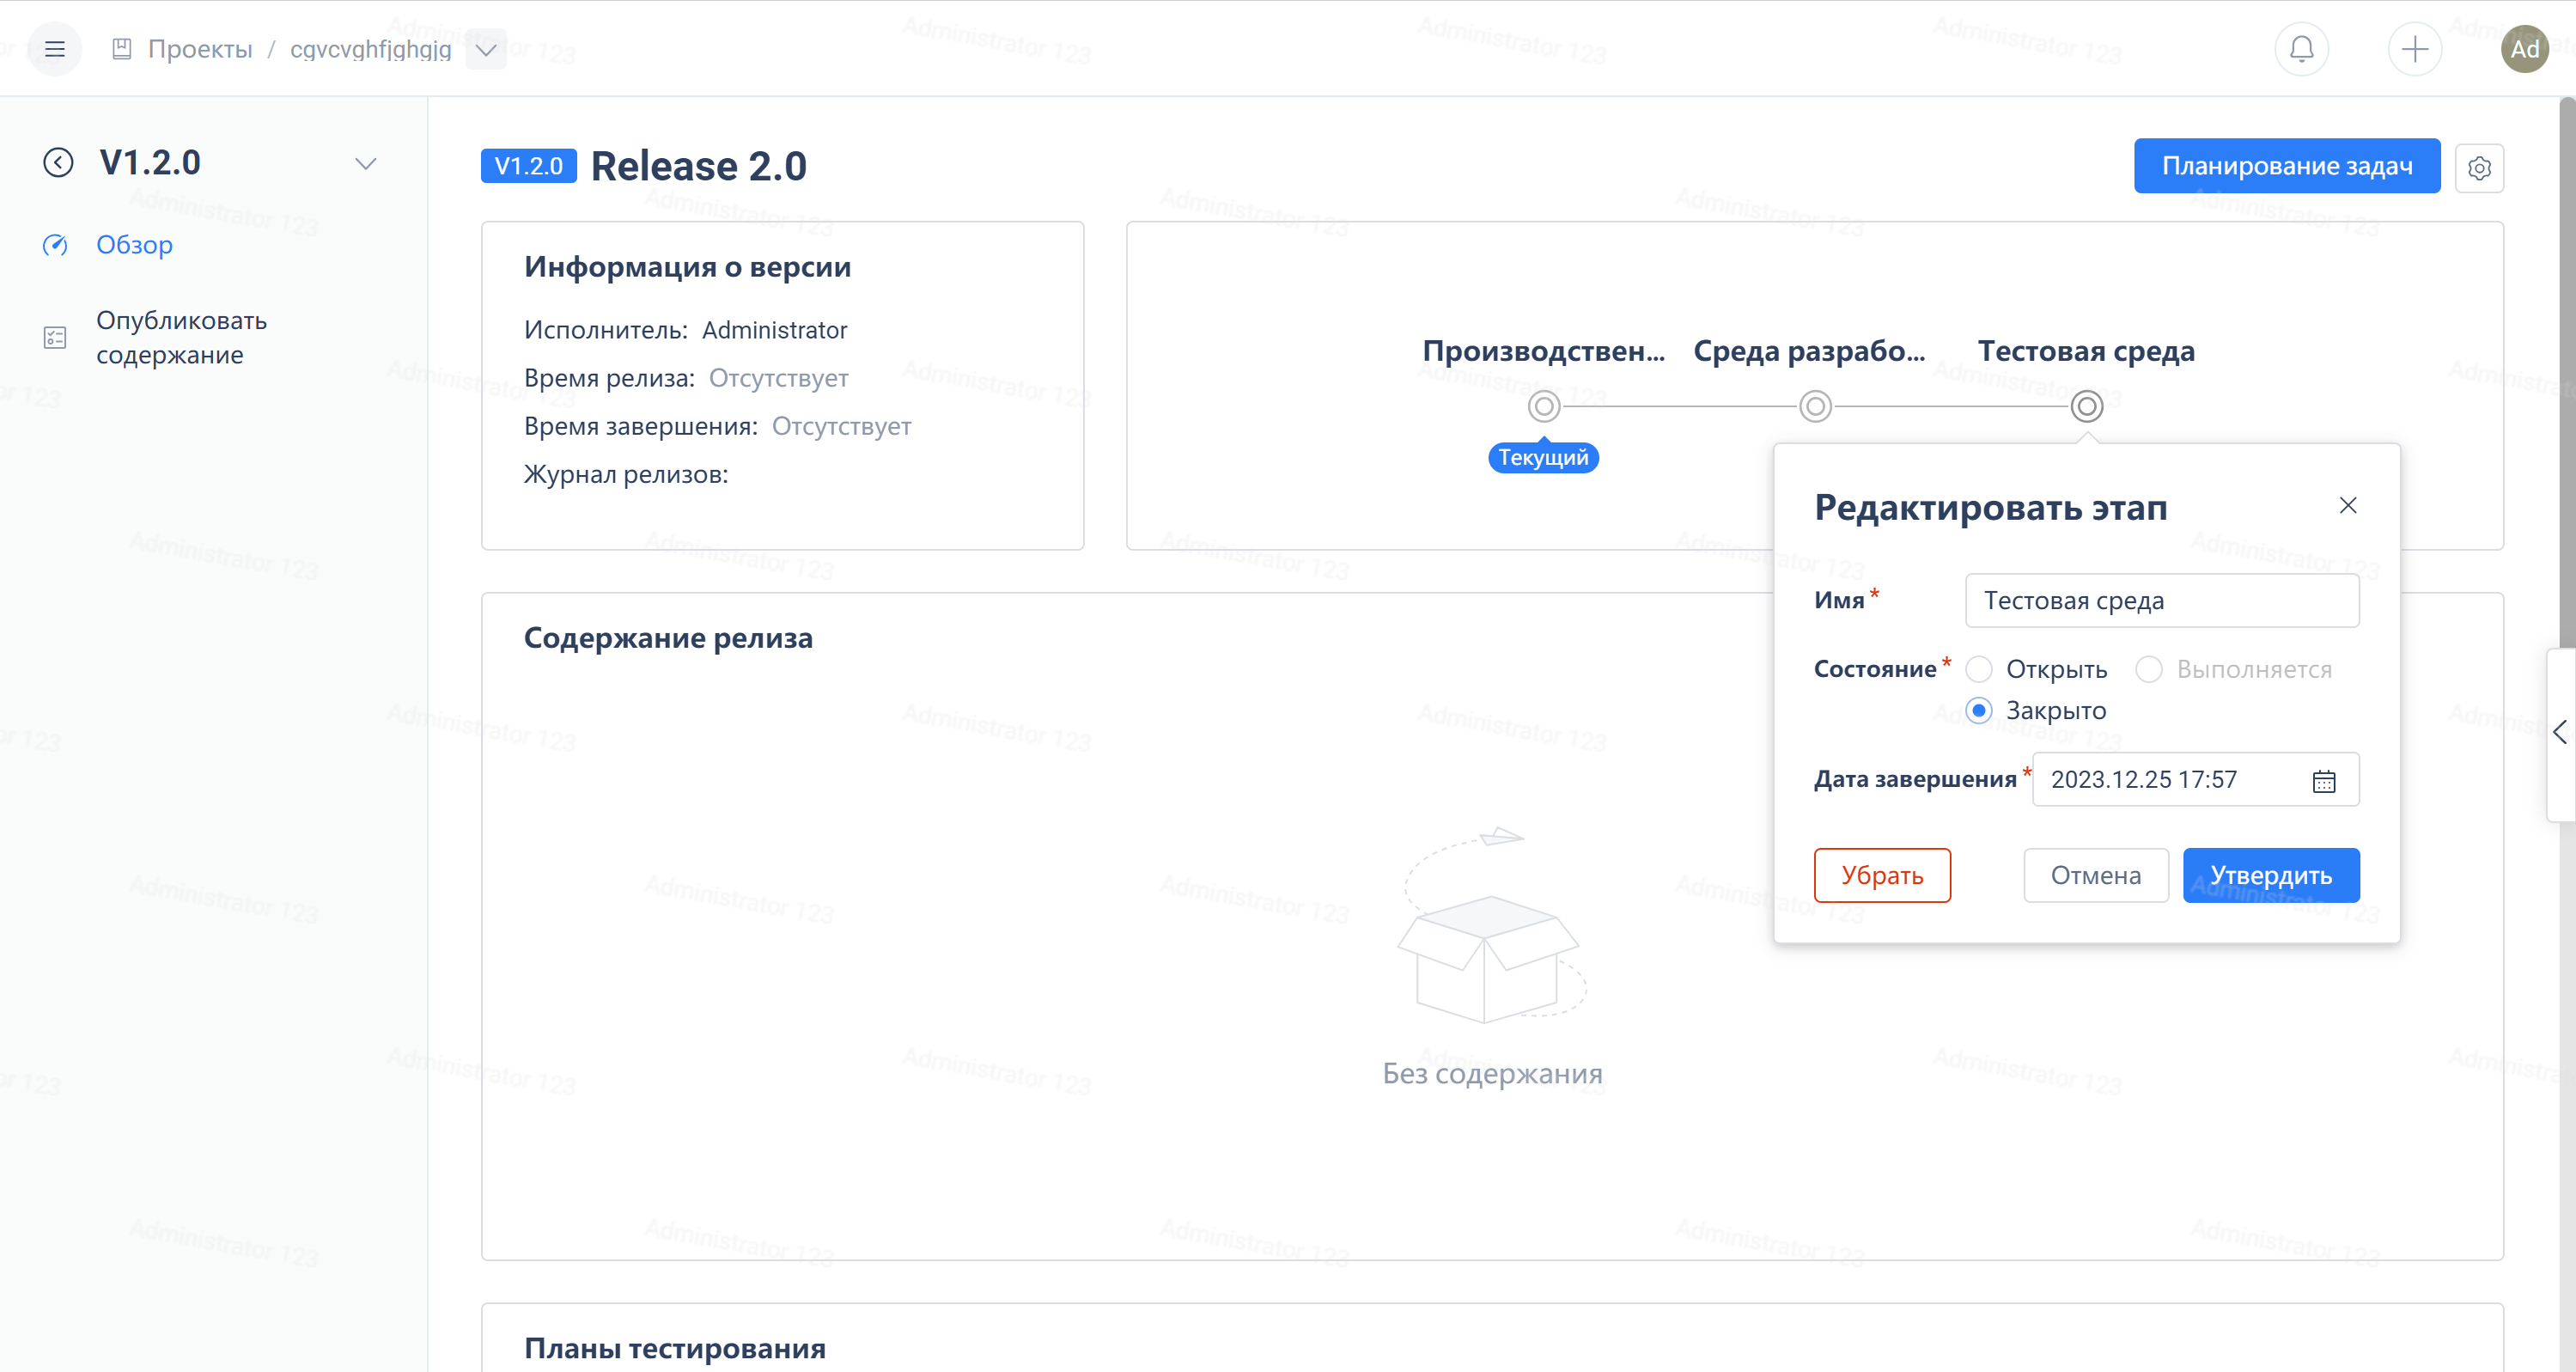 Проекты / cgvcvghfjghgjg
Ad
V1.2.0
Обзор
Опубликовать
содержание
V1.2.0 Release 2.0
Планирование задач
Информация о версии
Исполнитель: Administrator
Время релиза: Отсутствует
Время завершения: Отсутствует
Журнал релизов:
Производствен... Среда разрабо... Тестовая среда
Текущий
Редактировать этап
Имя * Тестовая среда
Состояние * Открыть Выполняется
Закрыто
Дата завершения * 2023.12.25 17:57
Убрать Отмена Утвердить
Содержание релиза
Без содержания
Планы тестирования
Administrator 123